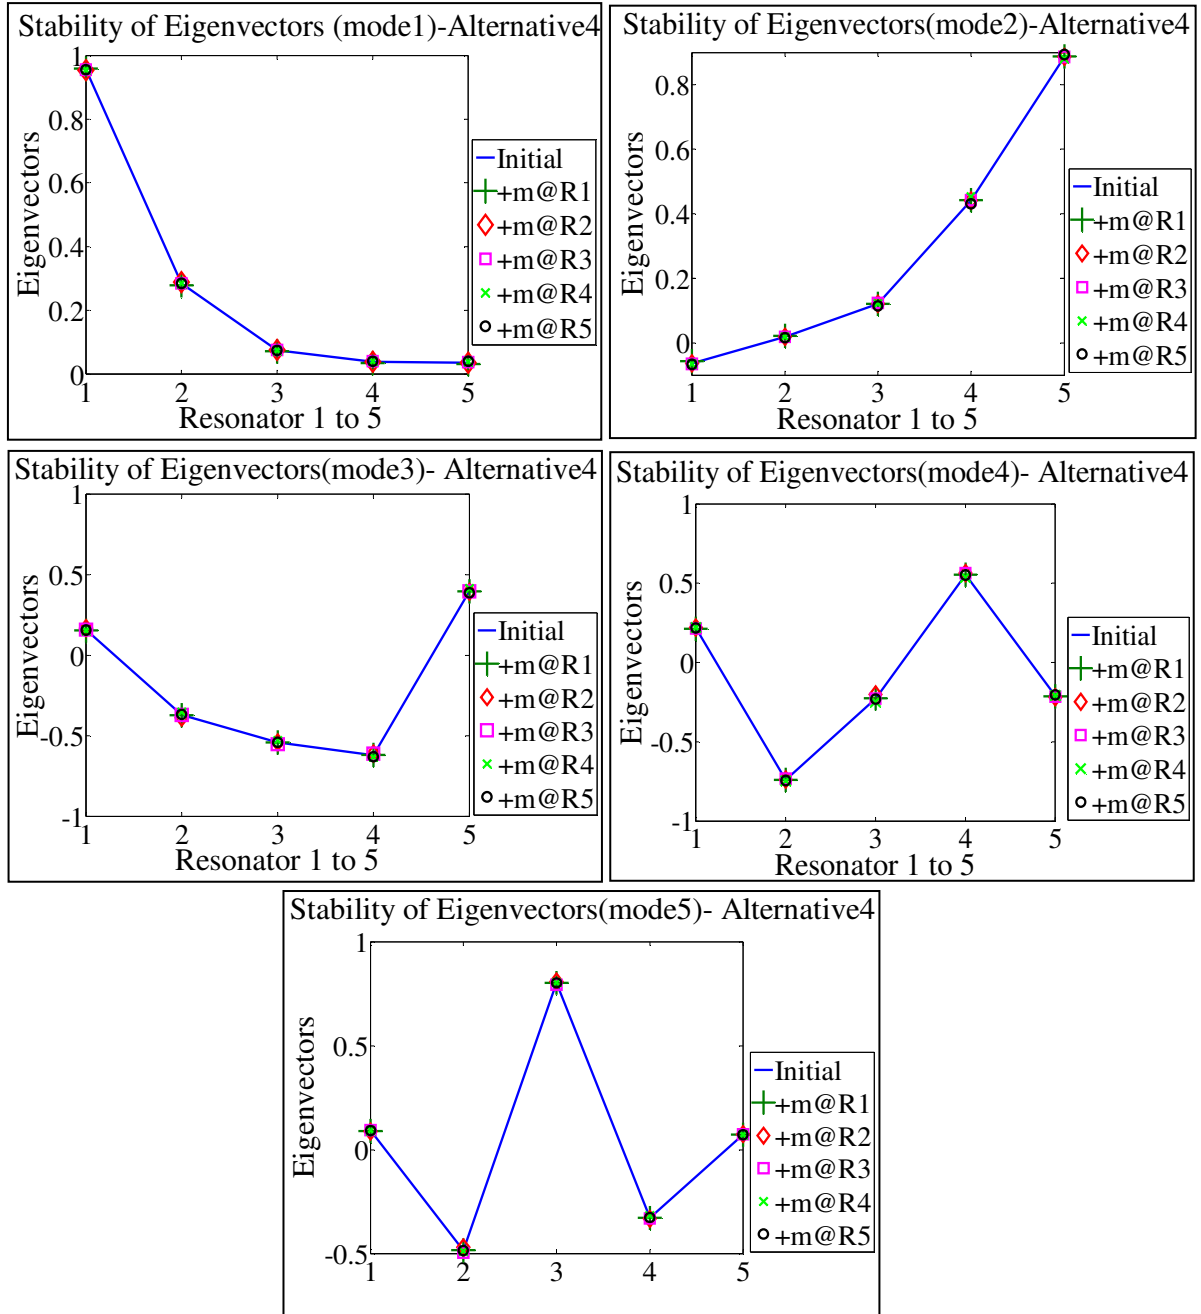 Stability of Eigenvectors (mode1)-Alternative4
1
0.8
0.6
0.4
0.2
0
1 2 3 4 5
Eigenvectors
Resonator 1 to 5
Initial
+m@R1
+m@R2
+m@R3
+m@R4
+m@R5
Stability of Eigenvectors(mode2)-Alternative4
0.8
0.6
0.4
0.2
0
1 2 3 4 5
Eigenvectors
Resonator 1 to 5
Initial
+m@R1
+m@R2
+m@R3
+m@R4
+m@R5
Stability of Eigenvectors(mode3)- Alternative4
1
0.5
0
-0.5
-1
1 2 3 4 5
Eigenvectors
Resonator 1 to 5
Initial
+m@R1
+m@R2
+m@R3
+m@R4
+m@R5
Stability of Eigenvectors(mode4)- Alternative4
1
0.5
0
-0.5
-1
1 2 3 4 5
Eigenvectors
Resonator 1 to 5
Initial
+m@R1
+m@R2
+m@R3
+m@R4
+m@R5
Stability of Eigenvectors(mode5)- Alternative4
1
0.5
0
-0.5
1 2 3 4 5
Eigenvectors
Initial
+m@R1
+m@R2
+m@R3
+m@R4
+m@R5